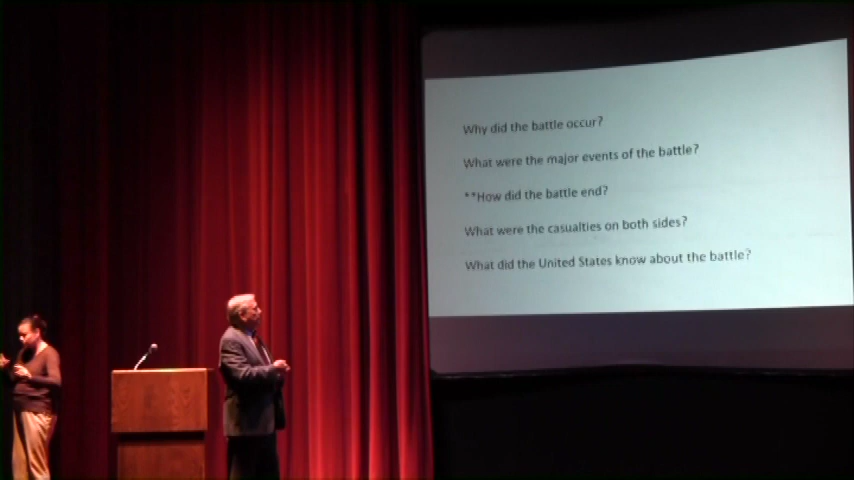 Why did the battle occur?
What were the major events of the battle?
**How did the battle end?
What were the casualties on both sides?
What did the United States know about the battle?